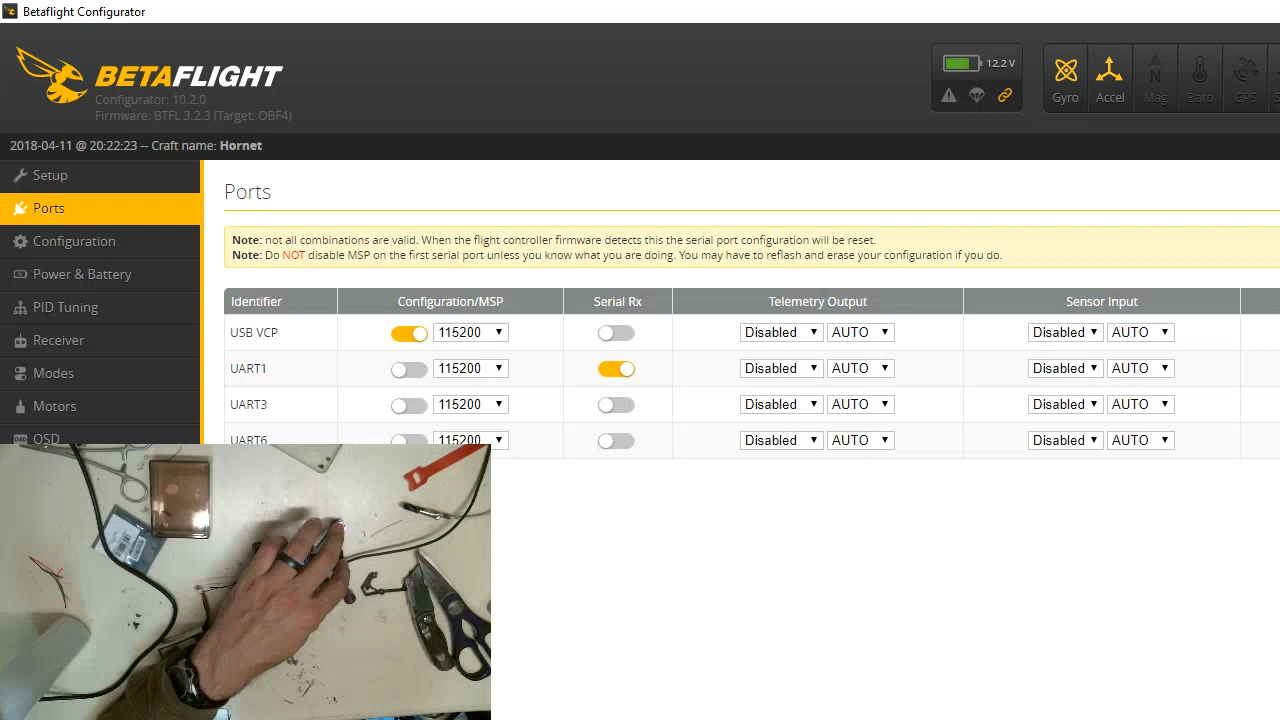 Betaflight Configurator
BETAFLIGHT
Configurator: 10.2.0
Firmware: BTFL 3.2.3 (Target: OBF4)
12.2 V
Gyro Accel Mag Baro GPS
2018-04-11 @ 20:22:23 -- Craft name: Hornet
Setup
Ports
Configuration
Power & Battery
PID Tuning
Receiver
Modes
Motors
OSD OSD
Ports
Note: not all combinations are valid. When the flight controller firmware detects this the serial port configuration will be reset.
Note: Do NOT disable MSP on the first serial port unless you know what you are doing. You may have to reflash and erase your configuration if you do.
Identifier Configuration/MSP Serial Rx Telemetry Output Sensor Input
USB VCP 115200 Disabled AUTO Disabled AUTO
UART1 115200 Disabled AUTO Disabled AUTO
UART3 115200 Disabled AUTO Disabled AUTO
UART6 115200 Disabled AUTO Disabled AUTO